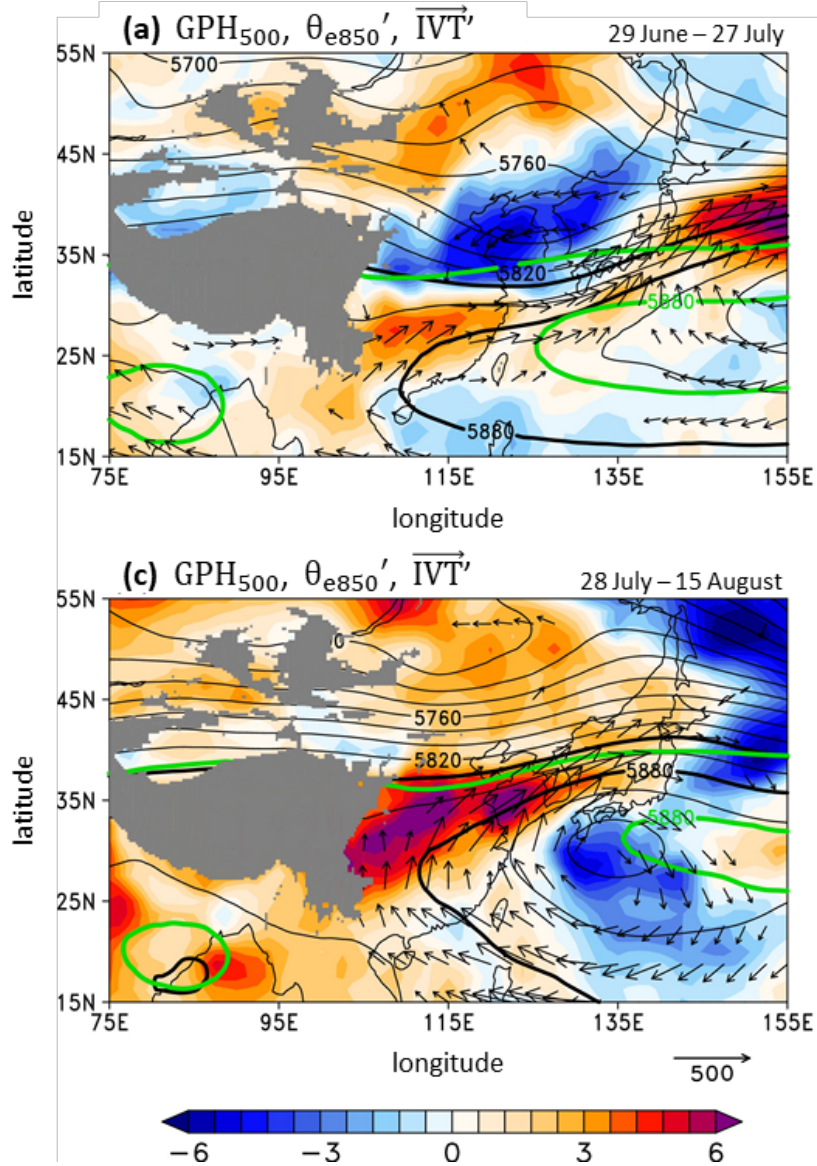 (a) GPH500, θe850′, IVT′ 29 June – 27 July
55N
5700
45N
5760
latitude
35N
5820
5880
25N
5880
15N
75E 95E 115E 135E 155E
longitude
(c) GPH500, θe850′, IVT′ 28 July – 15 August
55N
0
45N
5760
5820
5880
latitude
35N
5880
25N
15N
75E 95E 115E 135E 155E
longitude
500
−6 −3 0 3 6